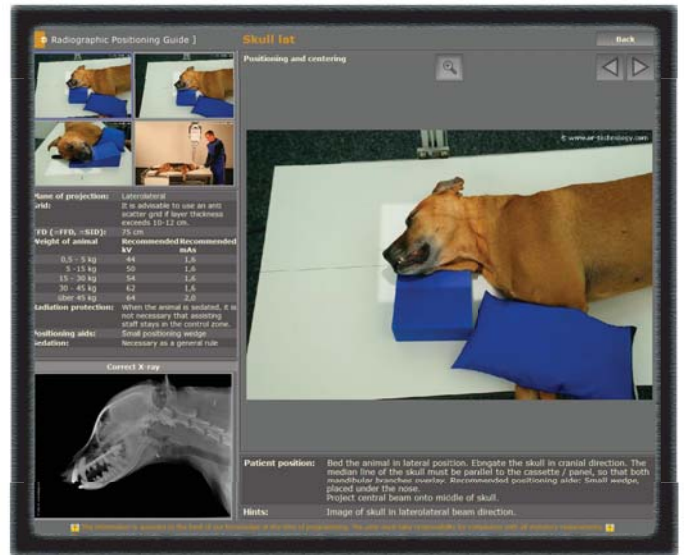 Radiographic Positioning Guide ]
Skull lat
Back
Positioning and centering
© www.er-technology.com
Plane of projection: Laterolateral
Grid: It is advisable to use an anti
scatter grid if layer thickness
exceeds 10-12 cm.
FFD (=FFD, =SID): 75 cm
Weight of animal Recommended Recommended
kV mAs
0,5 - 5 kg 44 1,6
5 -15 kg 50 1,6
15 - 30 kg 54 1,6
30 - 45 kg 62 1,6
über 45 kg 64 2,0
Radiation protection: When the animal is sedated, it is
not necessary that assisting
staff stays in the control zone.
Positioning aids: Small positioning wedge
Sedation: Necessary as a general rule
Correct X-ray
Patient position: Bed the animal in lateral position. Elongate the skull in cranial direction. The
median line of the skull must be parallel to the cassette / panel, so that both
mandibular branches overlay. Recommended positioning aide: Small wedge,
placed under the nose.
Project central beam onto middle of skull.
Hints: Image of skull in laterolateral beam direction.